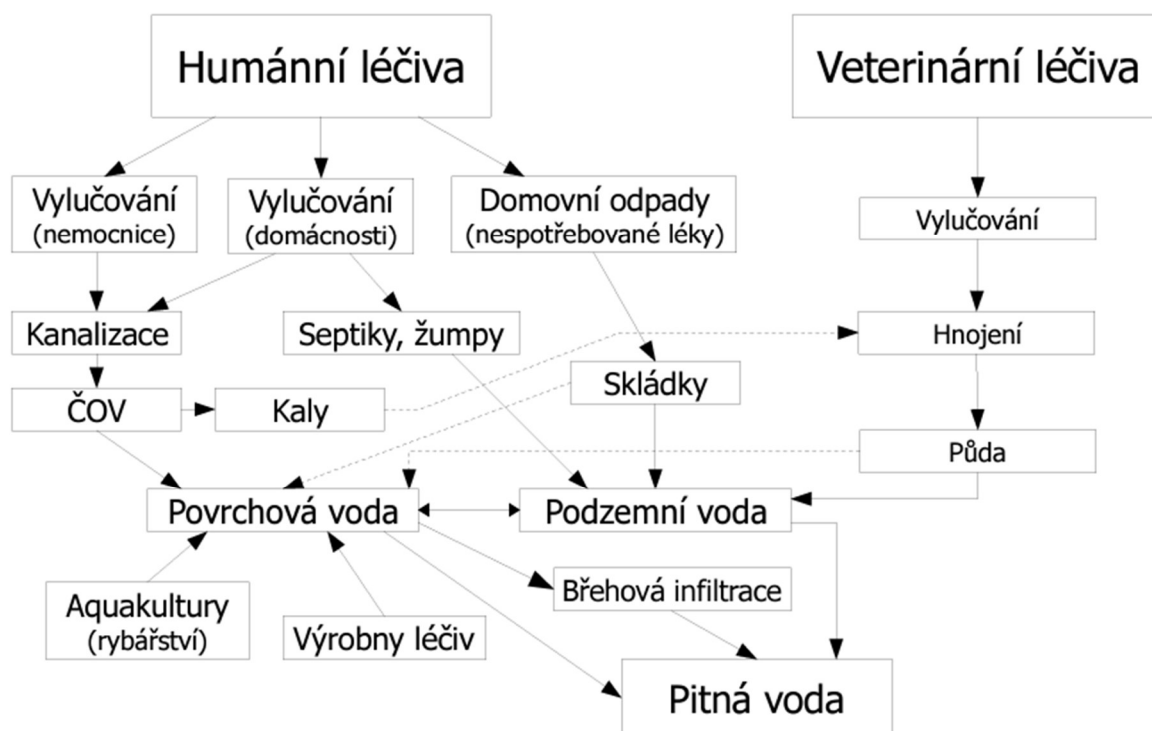 Humánní léčiva
Veterinární léčiva
Vylučování
(nemocnice)
Vylučování
(domácnosti)
Domovní odpady
(nespotřebované léky)
Vylučování
Kanalizace
Septiky, žumpy
Hnojení
Skládky
ČOV
Kaly
Půda
Povrchová voda
Podzemní voda
Břehová infiltrace
Aquakultury
(rybářství)
Výrobny léčiv
Pitná voda